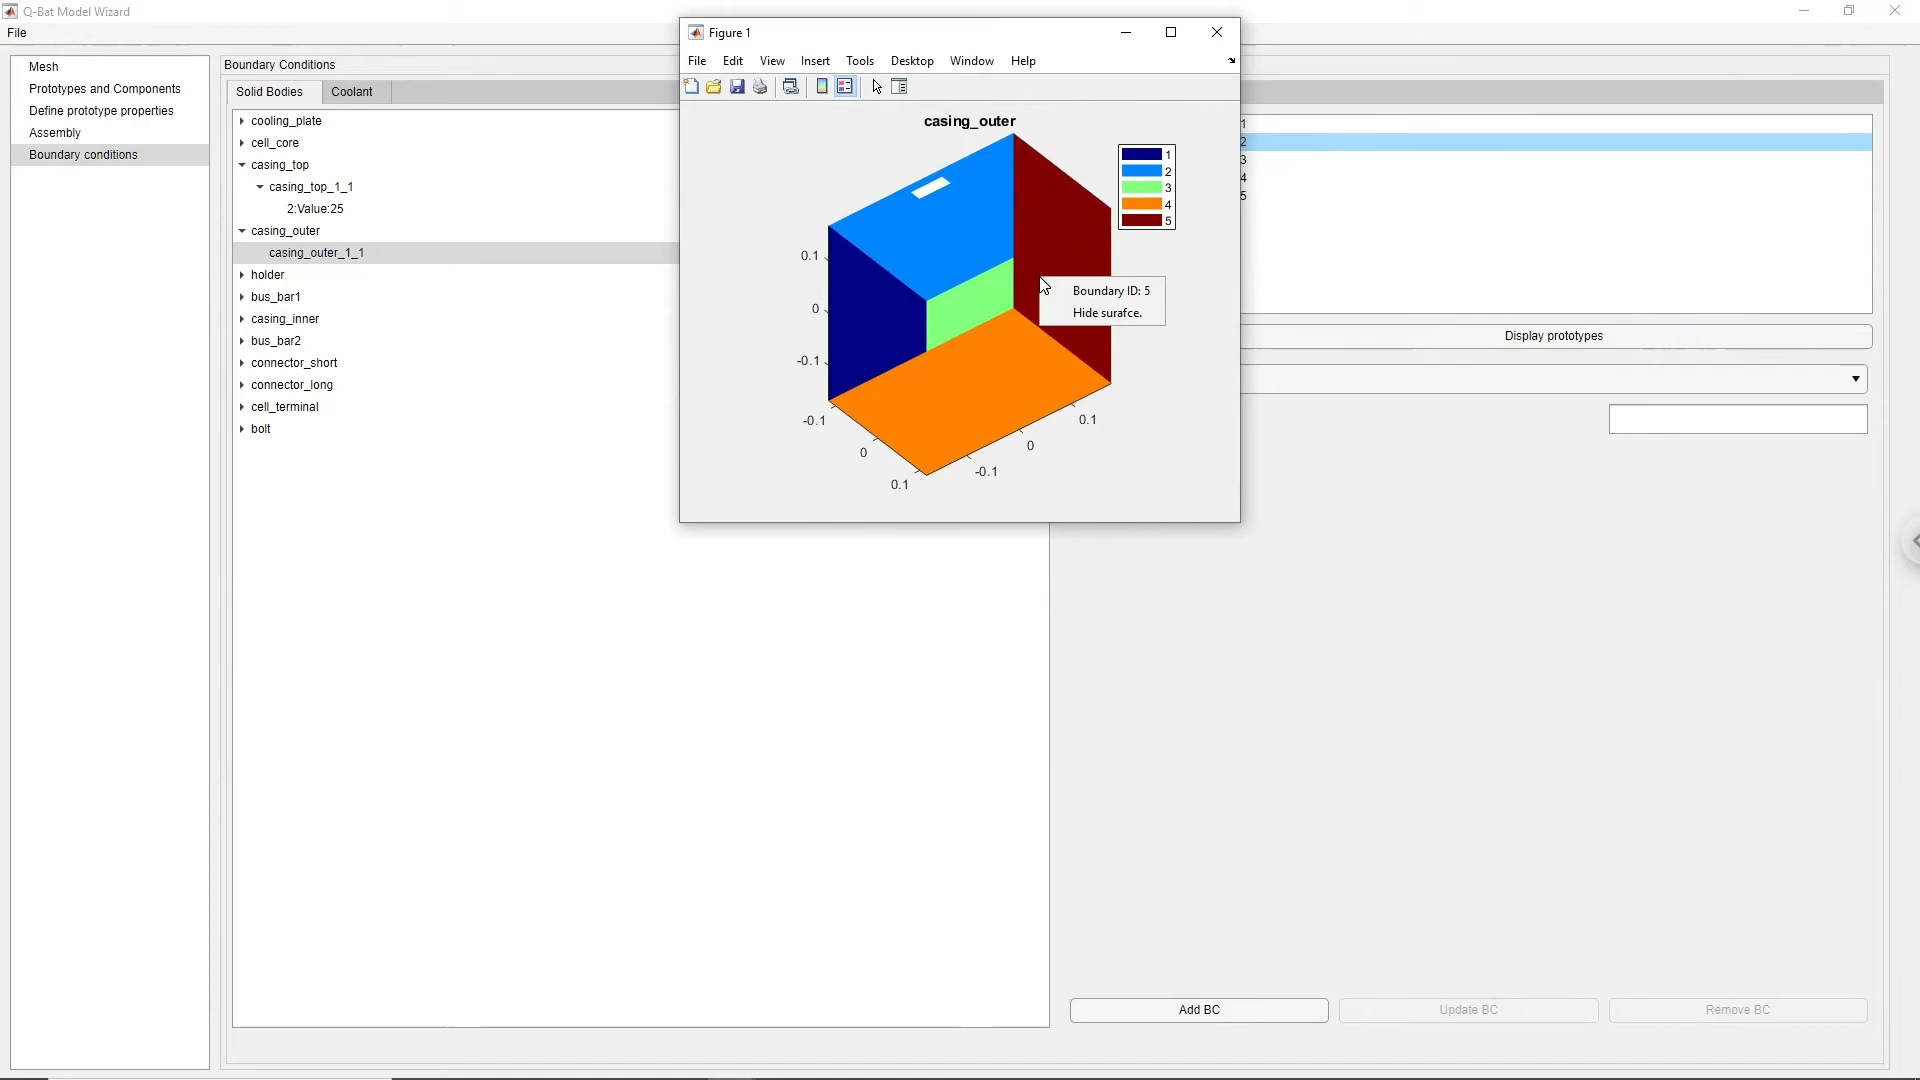 Q-Bat Model Wizard
File
Mesh
Prototypes and Components
Define prototype properties
Assembly
Boundary conditions
Boundary Conditions
Solid Bodies
Coolant
cooling_plate
cell_core
casing_top
casing_top_1_1
2:Value:25
casing_outer
casing_outer_1_1
holder
bus_bar1
casing_inner
bus_bar2
connector_short
connector_long
cell_terminal
bolt
Figure 1
File Edit View Insert Tools Desktop Window Help
casing_outer
1
2
3
4
5
0.1
0
-0.1
-0.1
0
0.1
-0.1
0
0.1
Boundary ID: 5
Hide surafce.
1
2
3
4
5
Display prototypes
Add BC
Update BC
Remove BC